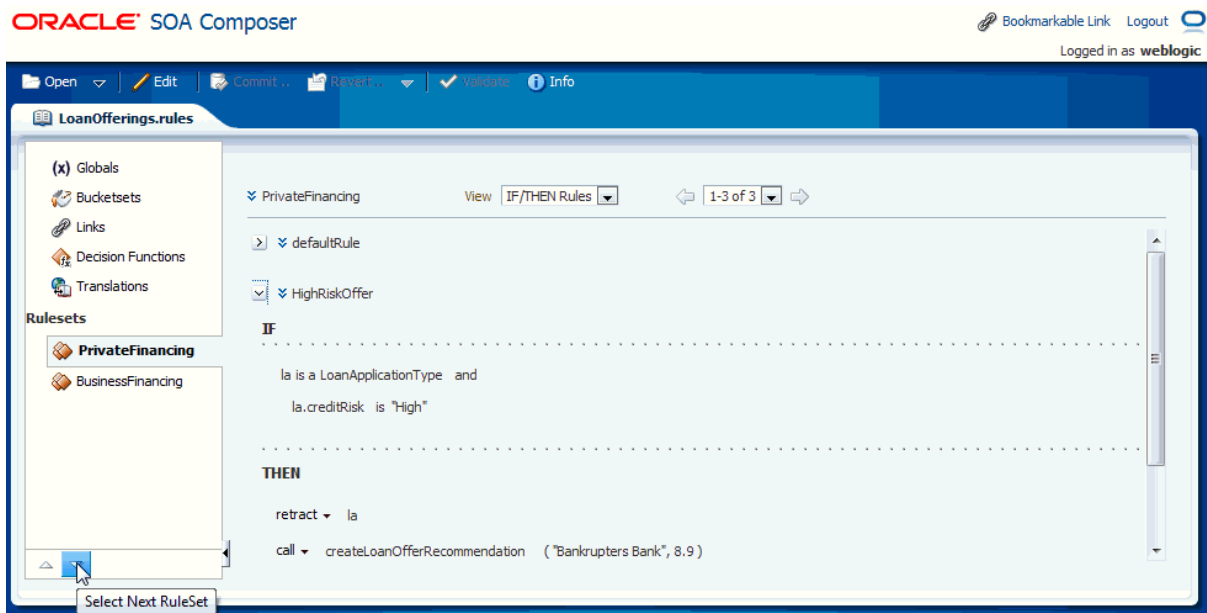 ORACLE SOA Composer
Bookmarkable Link Logout
Logged in as weblogic
Open Edit Commit .. Revert .. Validate Info
LoanOfferings.rules
(x) Globals
Bucketsets
Links
Decision Functions
Translations
Rulesets
PrivateFinancing
BusinessFinancing
PrivateFinancing View IF/THEN Rules 1-3 of 3
defaultRule
HighRiskOffer
IF
la is a LoanApplicationType and
la.creditRisk is "High"
THEN
retract la
call createLoanOfferRecommendation ( "Bankrupters Bank", 8.9 )
Select Next RuleSet